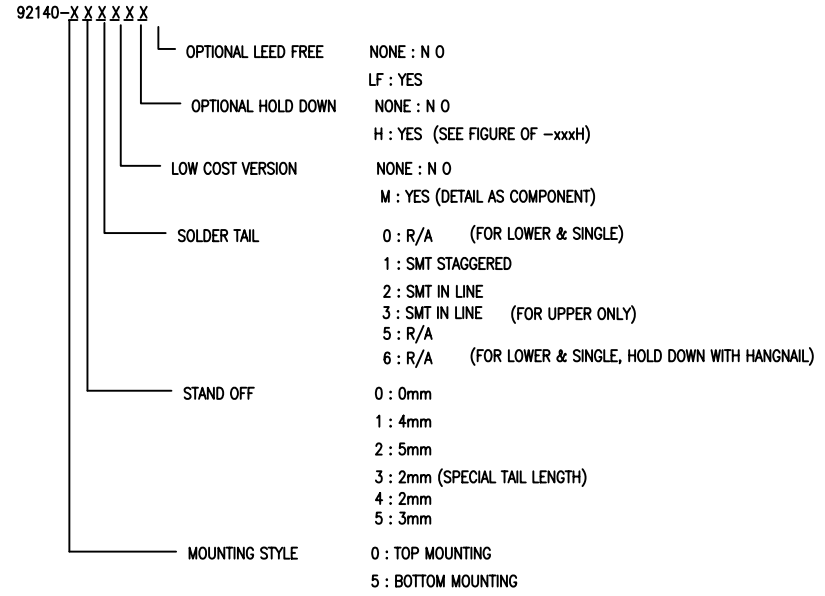 92140-X X X X X
OPTIONAL LEED FREE NONE : N O
LF : YES
OPTIONAL HOLD DOWN NONE : N O
H : YES (SEE FIGURE OF -xxxH)
LOW COST VERSION NONE : N O
M : YES (DETAIL AS COMPONENT)
SOLDER TAIL 0 : R/A (FOR LOWER & SINGLE)
1 : SMT STAGGERED
2 : SMT IN LINE
3 : SMT IN LINE (FOR UPPER ONLY)
5 : R/A
6 : R/A (FOR LOWER & SINGLE, HOLD DOWN WITH HANGNAIL)
STAND OFF 0 : 0mm
1 : 4mm
2 : 5mm
3 : 2mm (SPECIAL TAIL LENGTH)
4 : 2mm
5 : 3mm
MOUNTING STYLE 0 : TOP MOUNTING
5 : BOTTOM MOUNTING